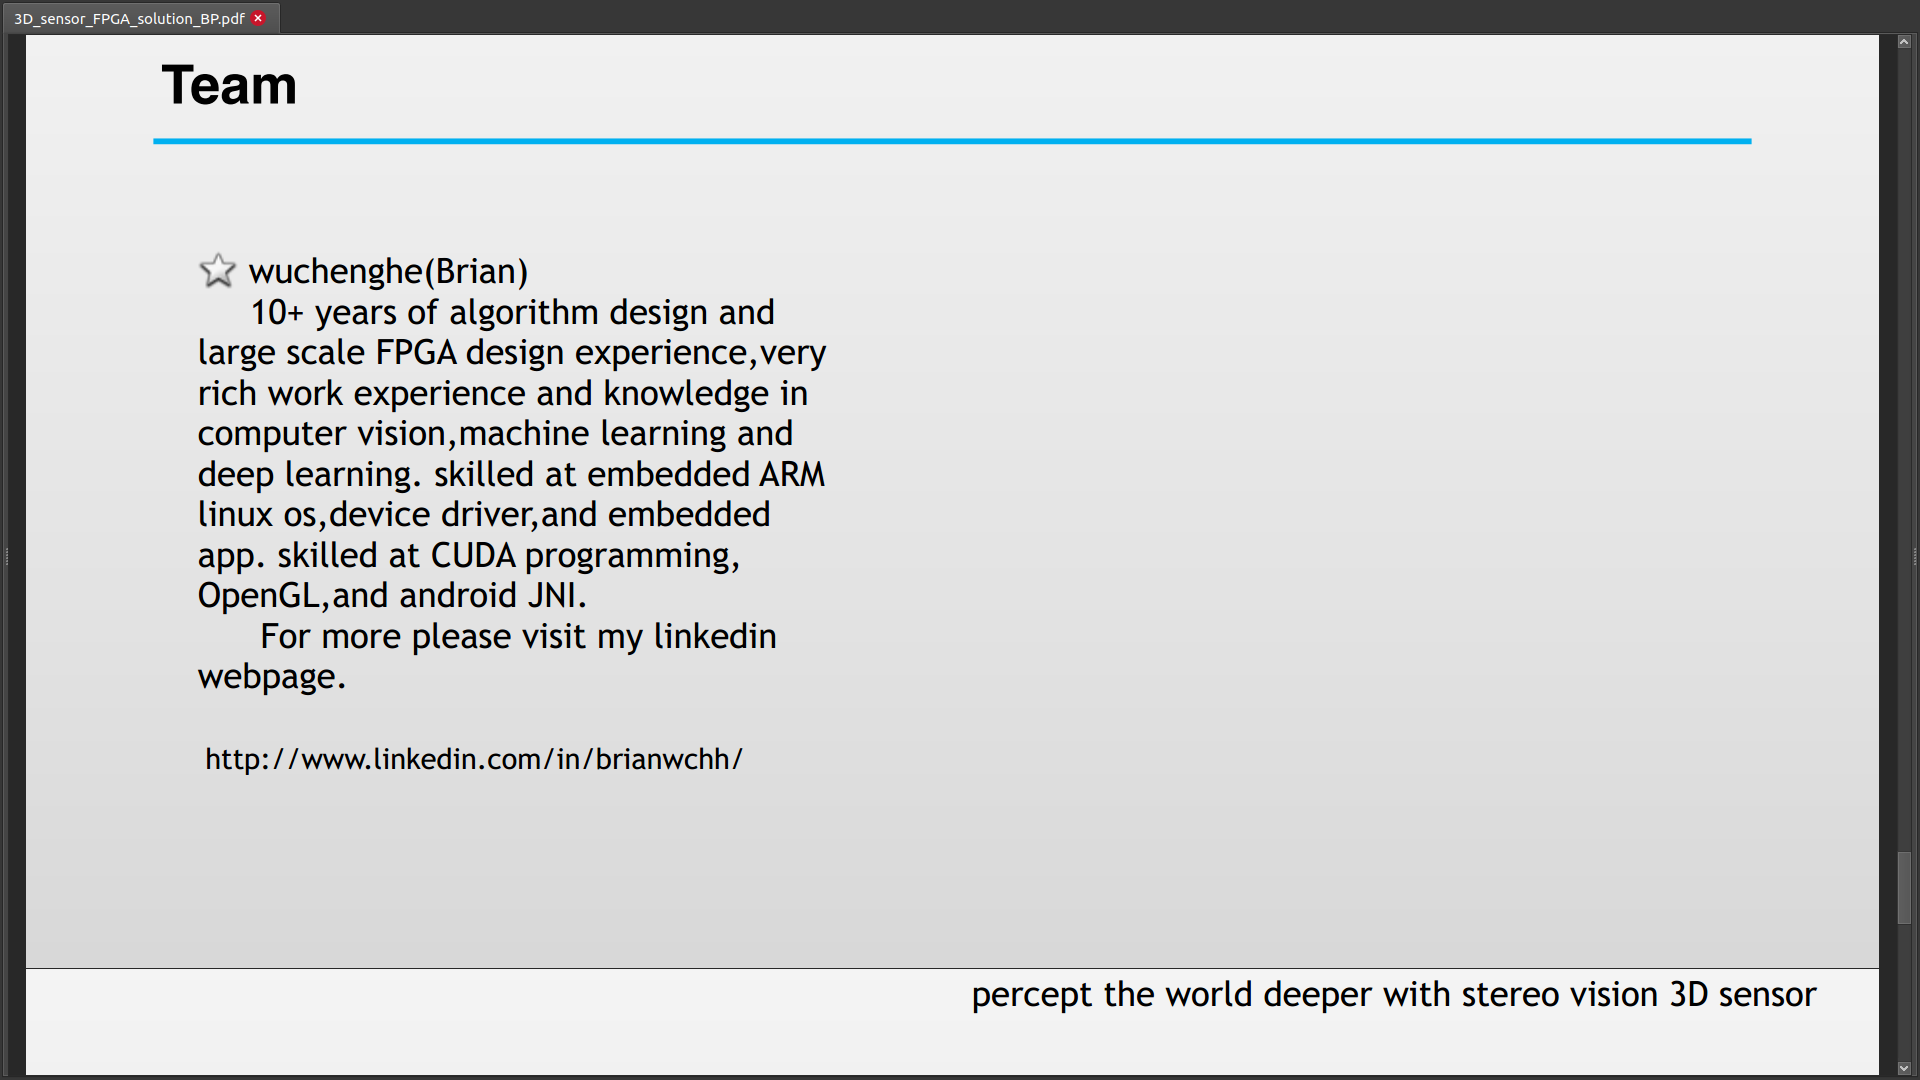 3D_sensor_FPGA_solution_BP.pdf
Team
wuchenghe(Brian)
10+ years of algorithm design and
large scale FPGA design experience,very
rich work experience and knowledge in
computer vision,machine learning and
deep learning. skilled at embedded ARM
linux os,device driver,and embedded
app. skilled at CUDA programming,
OpenGL,and android JNI.
For more please visit my linkedin
webpage.
http://www.linkedin.com/in/brianwchh/
percept the world deeper with stereo vision 3D sensor